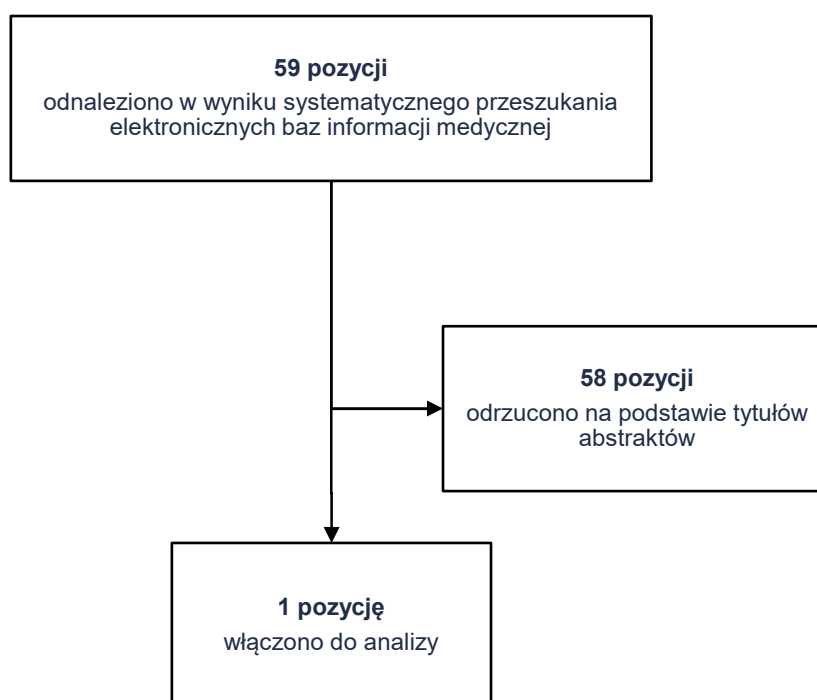 59 pozycji
odnaleziono w wyniku systematycznego przeszukania
elektronicznych baz informacji medycznej
58 pozycji
odrzucono na podstawie tytułów
abstraktów
1 pozycję
włączono do analizy